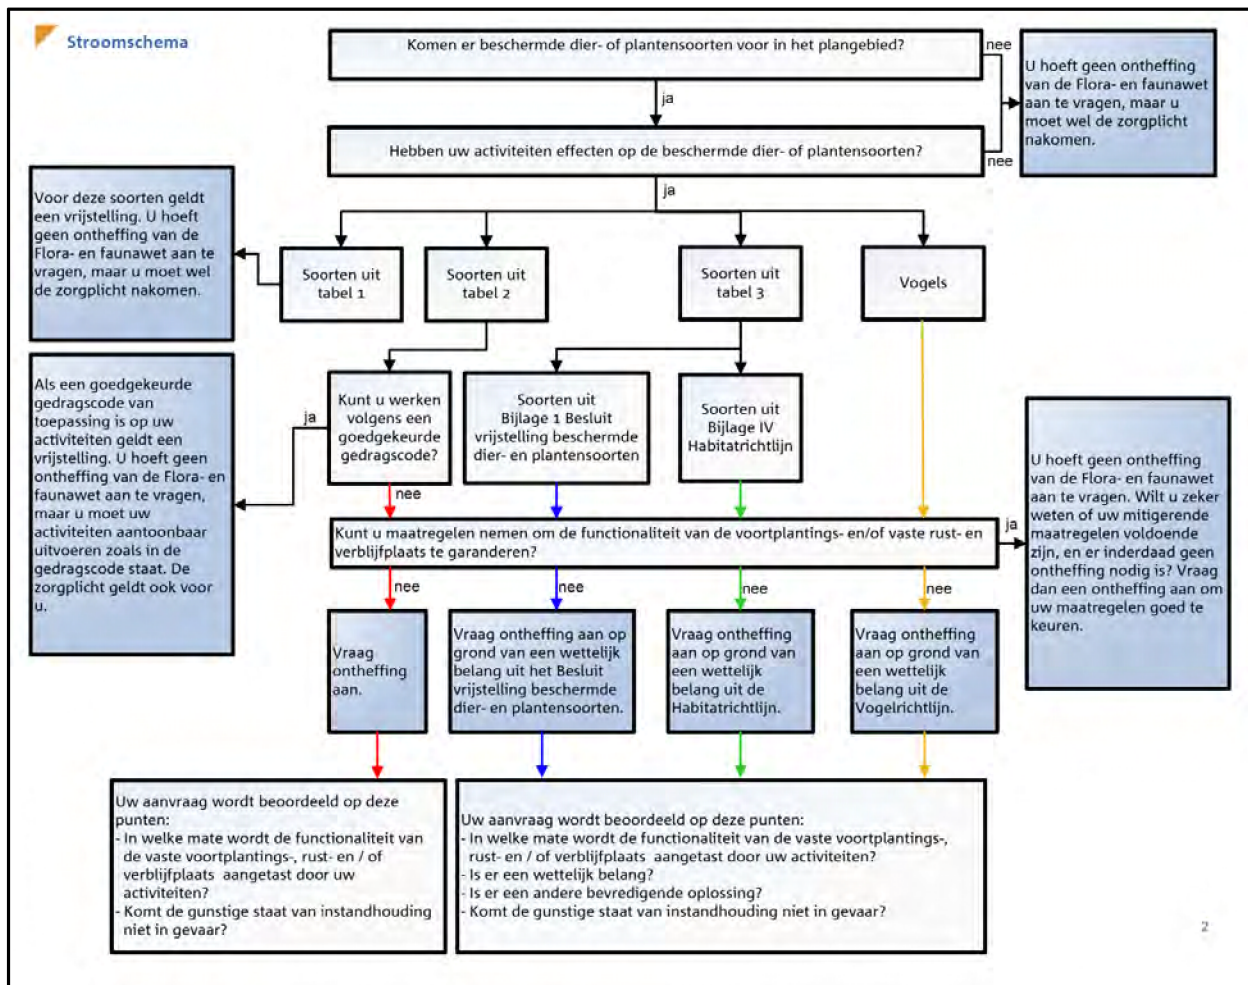 Stroomschema
Komen er beschermde dier- of plantensoorten voor in het plangebied?
nee
U hoeft geen ontheffing
van de Flora- en faunawet
aan te vragen, maar u
moet wel de zorgplicht
nakomen.
ja
Hebben uw activiteiten effecten op de beschermde dier- of plantensoorten?
nee
ja
Voor deze soorten geldt
een vrijstelling. U hoeft
geen ontheffing van de
Flora- en faunawet aan te
vragen, maar u moet wel
de zorgplicht nakomen.
Soorten uit
tabel 1
Soorten uit
tabel 2
Soorten uit
tabel 3
Vogels
Als een goedgekeurde
gedragscode van
toepassing is op uw
activiteiten geldt een
vrijstelling. U hoeft geen
ontheffing van de Flora- en
faunawet aan te vragen,
maar u moet uw
activiteiten aantoonbaar
uitvoeren zoals in de
gedragscode staat. De
zorgplicht geldt ook voor
u.
ja
Kunt u werken
volgens een
goedgekeurde
gedragscode?
Soorten uit
Bijlage 1 Besluit
vrijstelling beschermde
dier- en plantensoorten
Soorten uit
Bijlage IV
Habitatrichtlijn
nee
Kunt u maatregelen nemen om de functionaliteit van de voortplantings- en/of vaste rust- en
verblijfplaats te garanderen?
ja
U hoeft geen ontheffing
van de Flora- en faunawet
aan te vragen. Wilt u zeker
weten of uw mitigerende
maatregelen voldoende
zijn, en er inderdaad geen
ontheffing nodig is? Vraag
dan een ontheffing aan om
uw maatregelen goed te
keuren.
nee
nee
nee
nee
Vraag
ontheffing
aan.
Vraag ontheffing aan op
grond van een wettelijk
belang uit het Besluit
vrijstelling beschermde
dier- en plantensoorten.
Vraag ontheffing
aan op grond van
een wettelijk
belang uit de
Habitatrichtlijn.
Vraag ontheffing
aan op grond van
een wettelijk
belang uit de
Vogelrichtlijn.
Uw aanvraag wordt beoordeeld op deze
punten:
- In welke mate wordt de functionaliteit van
de vaste voortplantings-, rust- en / of
verblijfplaats aangetast door uw
activiteiten?
- Komt de gunstige staat van instandhouding
niet in gevaar?
Uw aanvraag wordt beoordeeld op deze punten:
- In welke mate wordt de functionaliteit van de vaste voortplantings-,
rust- en / of verblijfplaats aangetast door uw activiteiten?
- Is er een wettelijk belang?
- Is er een andere bevredigende oplossing?
- Komt de gunstige staat van instandhouding niet in gevaar?
2